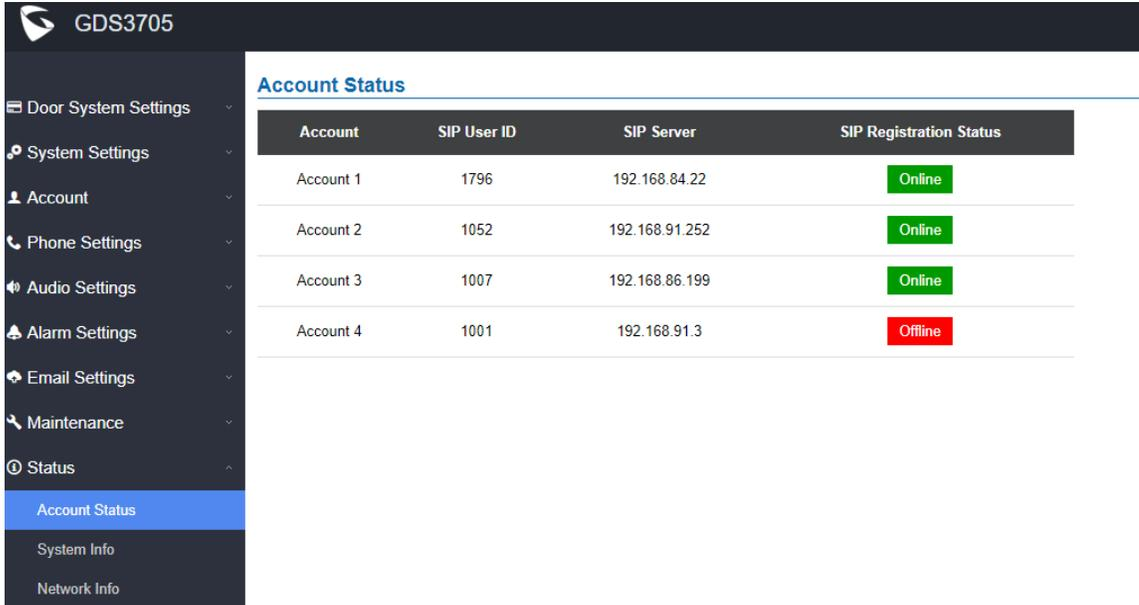 GDS3705
Door System Settings
System Settings
Account
Phone Settings
Audio Settings
Alarm Settings
Email Settings
Maintenance
Status
Account Status
System Info
Network Info
Account Status
Account SIP User ID SIP Server SIP Registration Status
Account 1 1796 192.168.84.22 Online
Account 2 1052 192.168.91.252 Online
Account 3 1007 192.168.86.199 Online
Account 4 1001 192.168.91.3 Offline